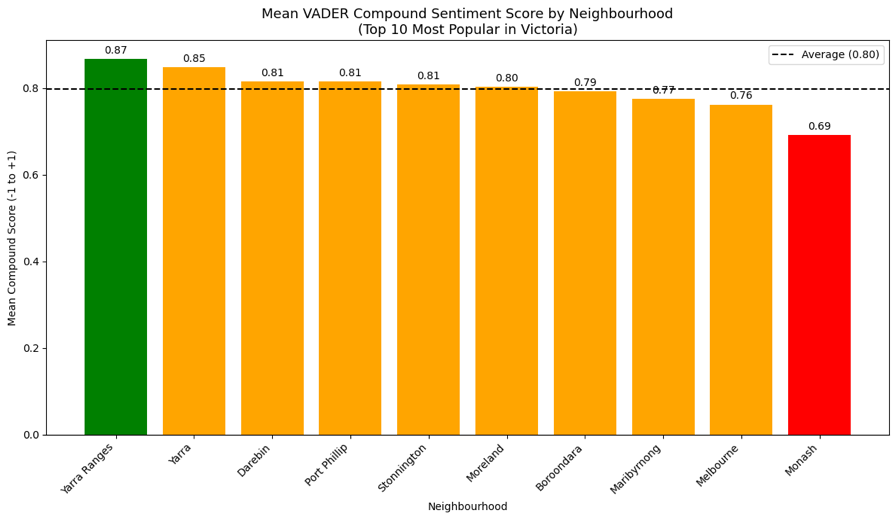 Mean VADER Compound Sentiment Score by Neighbourhood
(Top 10 Most Popular in Victoria)
Average (0.80)
0.87
0.85
0.81
0.81
0.81
0.80
0.79
0.77
0.76
0.69
Mean Compound Score (-1 to +1)
0.8
0.6
0.4
0.2
0.0
Yarra Ranges
Yarra
Darebin
Port Phillip
Stonnington
Moreland
Boroondara
Maribyrnong
Melbourne
Monash
Neighbourhood